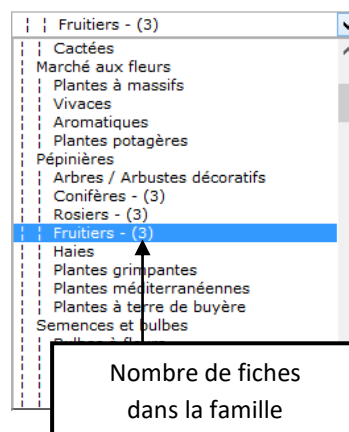 ¦ ¦ Fruitiers - (3)
¦ ¦ Cactées
¦ Marché aux fleurs
¦ ¦ Plantes à massifs
¦ ¦ Vivaces
¦ ¦ Aromatiques
¦ ¦ Plantes potagères
¦ Pépinières
¦ ¦ Arbres / Arbustes décoratifs
¦ ¦ Conifères - (3)
¦ ¦ Rosiers - (3)
¦ ¦ Fruitiers - (3)
¦ ¦ Haies
¦ ¦ Plantes grimpantes
¦ ¦ Plantes méditerranéennes
¦ ¦ Plantes à terre de buyère
¦ Semences et bulbes
Nombre de fiches
dans la famille